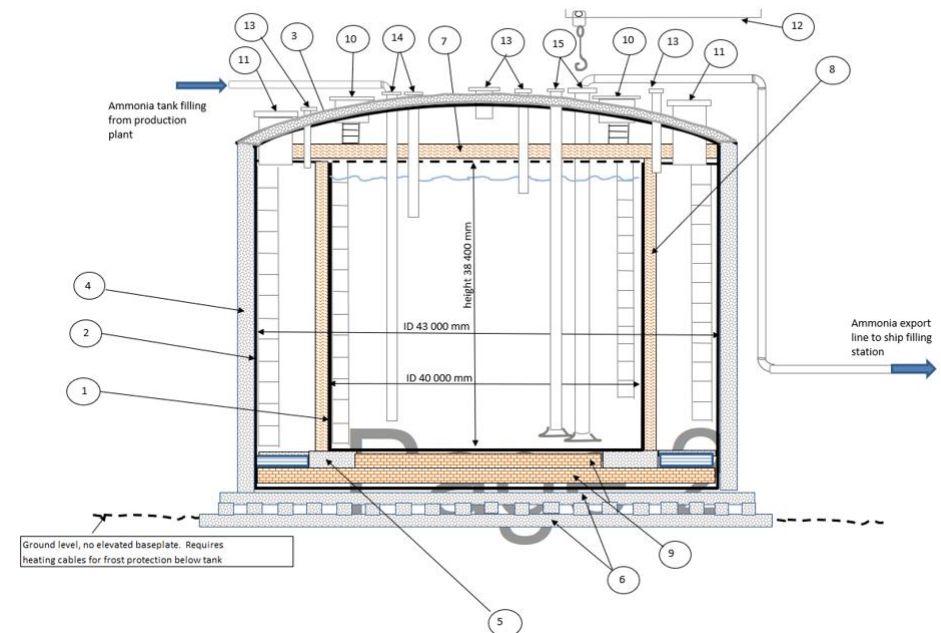 12
13
3
10
14
7
13
15
10
13
11
11
8
Ammonia tank filling
from production
plant
height 38 400 mm
4
2
ID 43 000 mm
Ammonia export
line to ship filling
station
1
ID 40 000 mm
Ground level, no elevated baseplate. Requires
heating cables for frost protection below tank
9
6
5